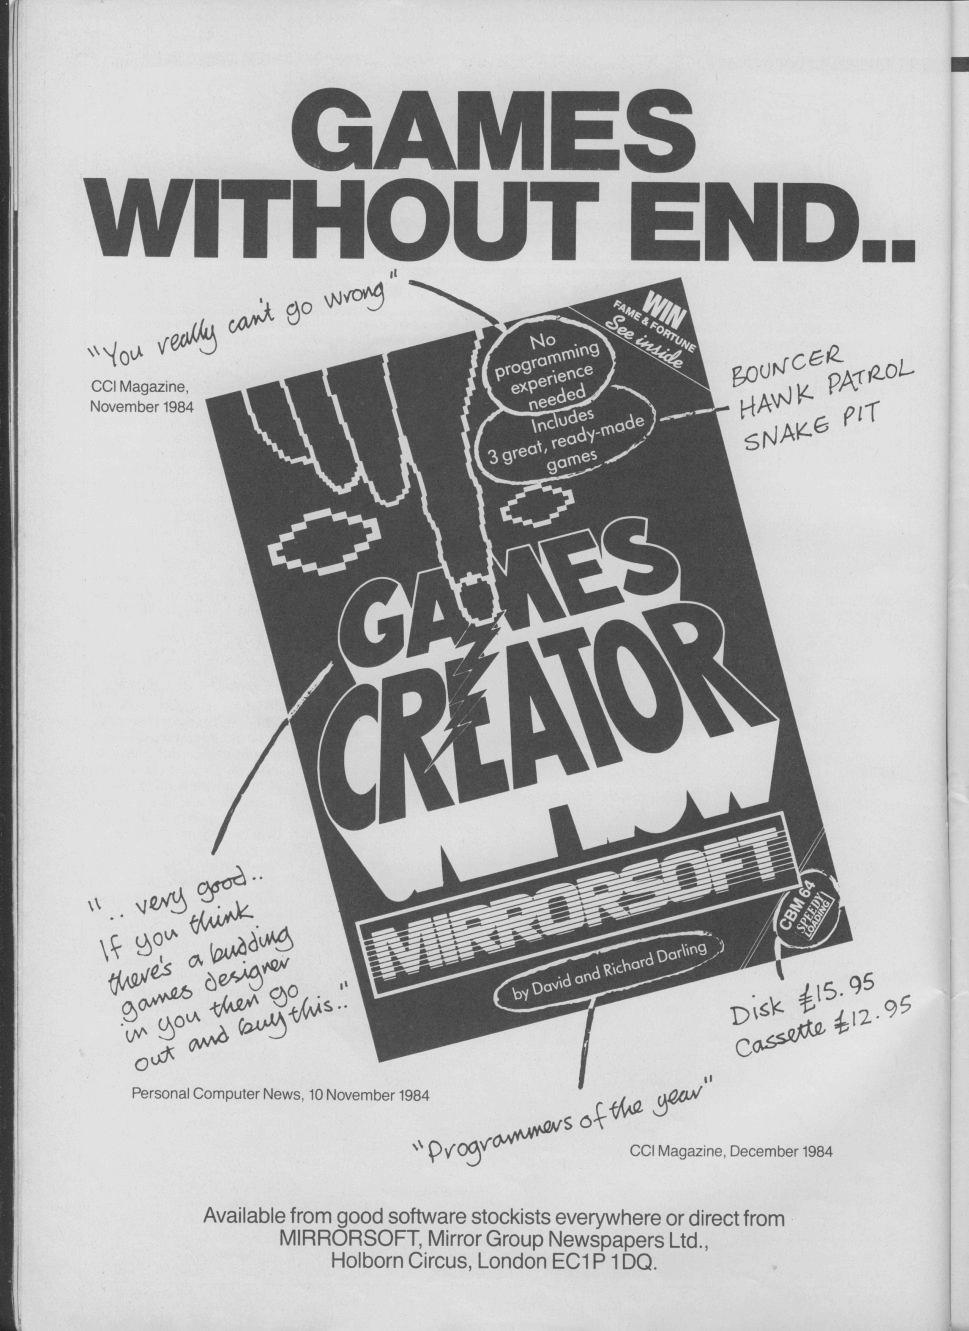 GAMES
WITHOUT END..
"You really can't go wrong"
CCI Magazine,
November 1984
No
programming
experience
needed
Includes
3 great, ready-made
games
WIN
FAME & FORTUNE
See inside
BOUNCER
HAWK PATROL
SNAKE PIT
GAMES
CREATOR
MIRRORSOFT
CBM 64
SPEEDY
LOADING
by David and Richard Darling
".. very good..
If you think
there's a budding
games designer
in you then go
out and buy this.."
Personal Computer News, 10 November 1984
Disk £15.95
Cassette £12.95
"Programmers of the year"
CCI Magazine, December 1984
Available from good software stockists everywhere or direct from
MIRRORSOFT, Mirror Group Newspapers Ltd.,
Holborn Circus, London EC1P 1DQ.